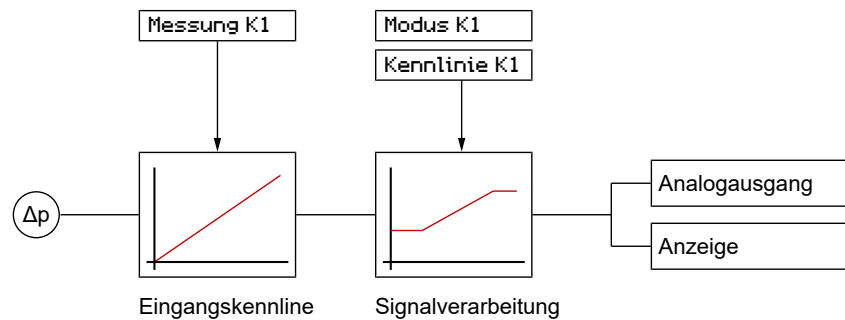 Messung K1
Modus K1
Kennlinie K1
Δp
Analogausgang
Anzeige
Eingangskennline
Signalverarbeitung